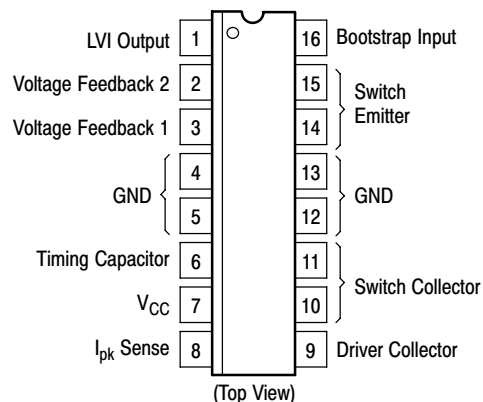 LVI Output 1
Voltage Feedback 2 2
Voltage Feedback 1 3
GND
4
5
Timing Capacitor 6
VCC 7
Ipk Sense 8
16 Bootstrap Input
15
14
Switch
Emitter
13
12
GND
11
10
Switch Collector
9 Driver Collector
(Top View)